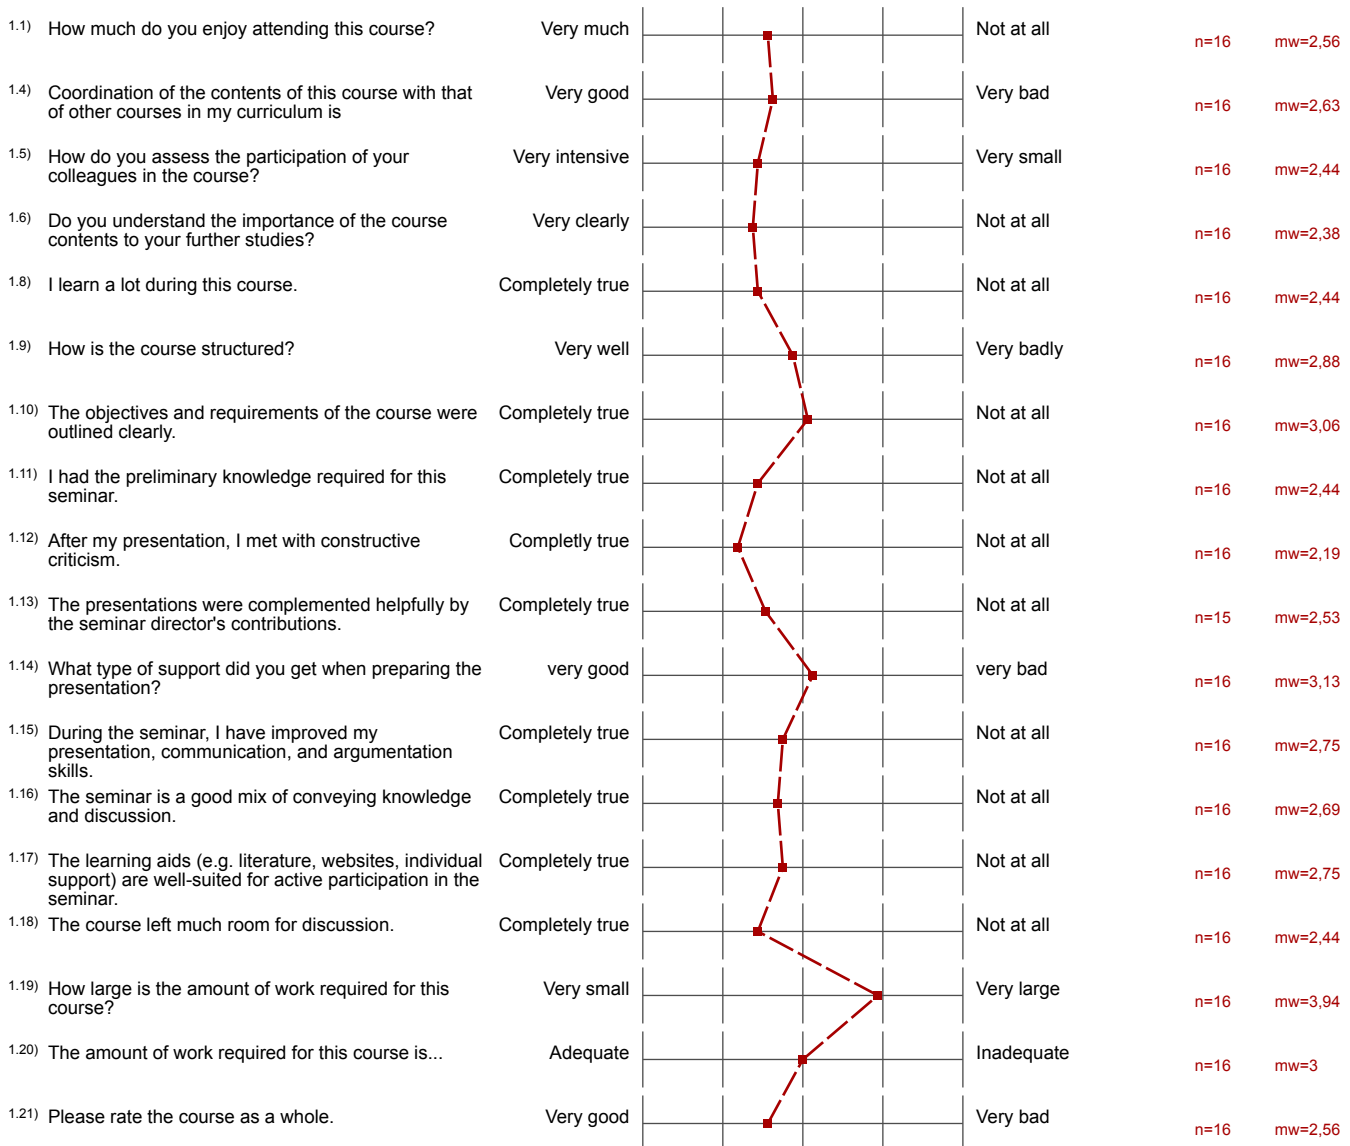 1.1) How much do you enjoy attending this course? Very much Not at all n=16 mw=2,56
1.4) Coordination of the contents of this course with that Very good Very bad n=16 mw=2,63
of other courses in my curriculum is
1.5) How do you assess the participation of your Very intensive Very small n=16 mw=2,44
colleagues in the course?
1.6) Do you understand the importance of the course Very clearly Not at all n=16 mw=2,38
contents to your further studies?
1.8) I learn a lot during this course. Completely true Not at all n=16 mw=2,44
1.9) How is the course structured? Very well Very badly n=16 mw=2,88
1.10) The objectives and requirements of the course were Completely true Not at all n=16 mw=3,06
outlined clearly.
1.11) I had the preliminary knowledge required for this Completely true Not at all n=16 mw=2,44
seminar.
1.12) After my presentation, I met with constructive Completly true Not at all n=16 mw=2,19
criticism.
1.13) The presentations were complemented helpfully by Completely true Not at all n=15 mw=2,53
the seminar director's contributions.
1.14) What type of support did you get when preparing the very good very bad n=16 mw=3,13
presentation?
1.15) During the seminar, I have improved my Completely true Not at all n=16 mw=2,75
presentation, communication, and argumentation
skills.
1.16) The seminar is a good mix of conveying knowledge Completely true Not at all n=16 mw=2,69
and discussion.
1.17) The learning aids (e.g. literature, websites, individual Completely true Not at all n=16 mw=2,75
support) are well-suited for active participation in the
seminar.
1.18) The course left much room for discussion. Completely true Not at all n=16 mw=2,44
1.19) How large is the amount of work required for this Very small Very large n=16 mw=3,94
course?
1.20) The amount of work required for this course is... Adequate Inadequate n=16 mw=3
1.21) Please rate the course as a whole. Very good Very bad n=16 mw=2,56